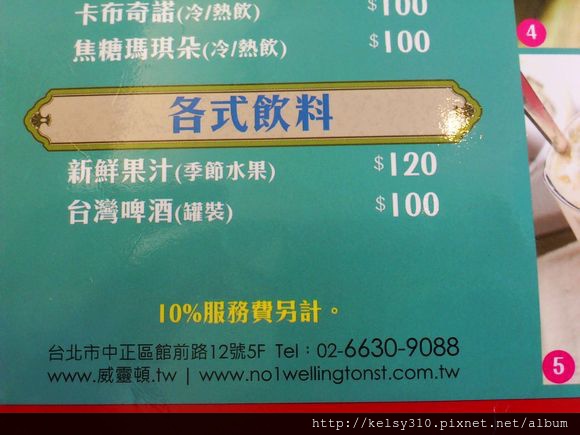 卡布奇諾(冷/熱飲) $100
焦糖瑪琪朵(冷/熱飲) $100
各式飲料
新鮮果汁(季節水果) $120
台灣啤酒(罐裝) $100
10%服務費另計。
台北市中正區館前路12號5F Tel：02-6630-9088
www.威靈頓.tw | www.no1wellingtonst.com.tw
4
5
http://kelsy310.pixnet.net/album